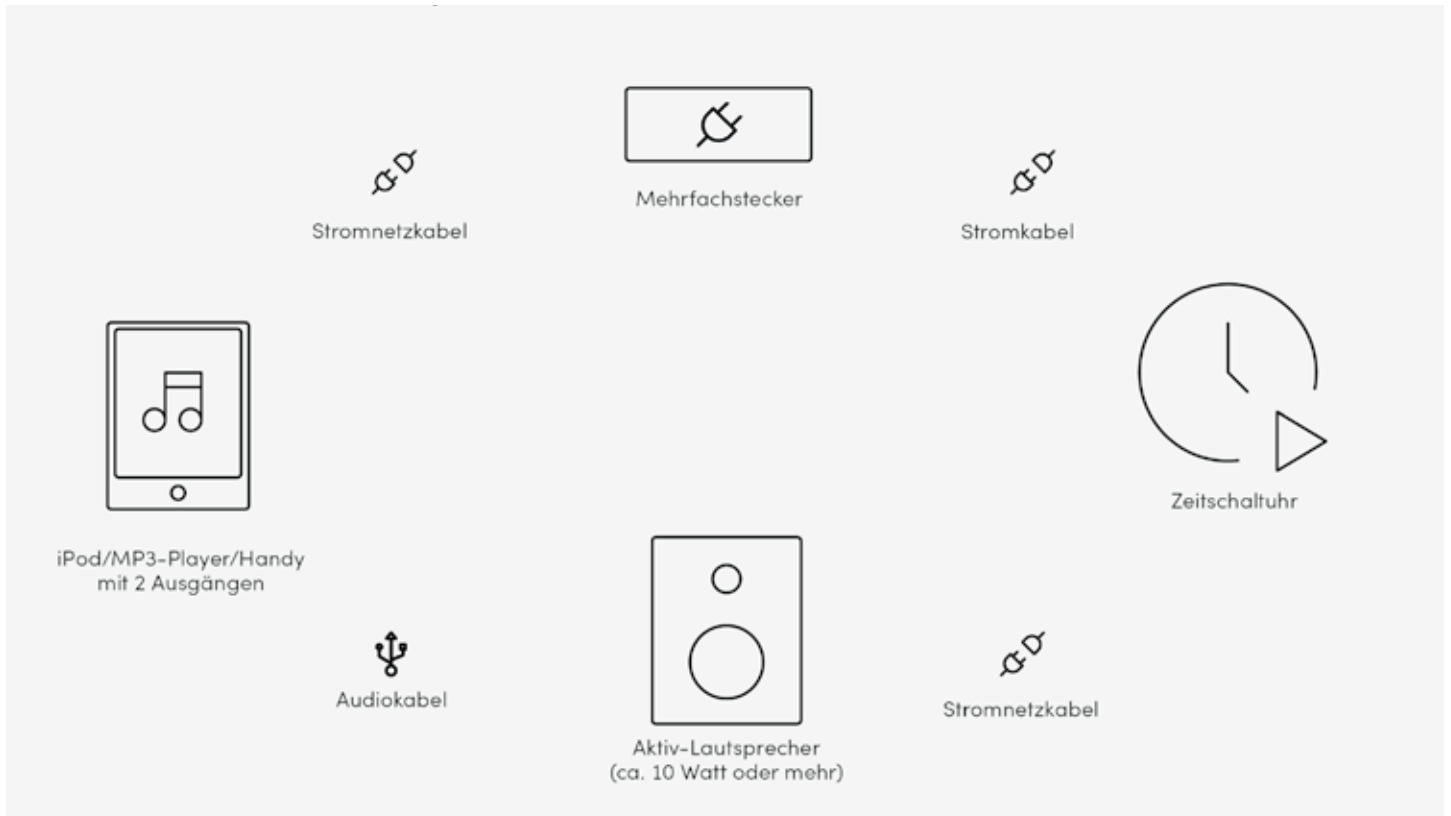 Mehrfachstecker
Stromnetzkabel
Stromkabel
Zeitschaltuhr
iPod/MP3-Player/Handy
mit 2 Ausgängen
Audiokabel
Stromnetzkabel
Aktiv-Lautsprecher
(ca. 10 Watt oder mehr)